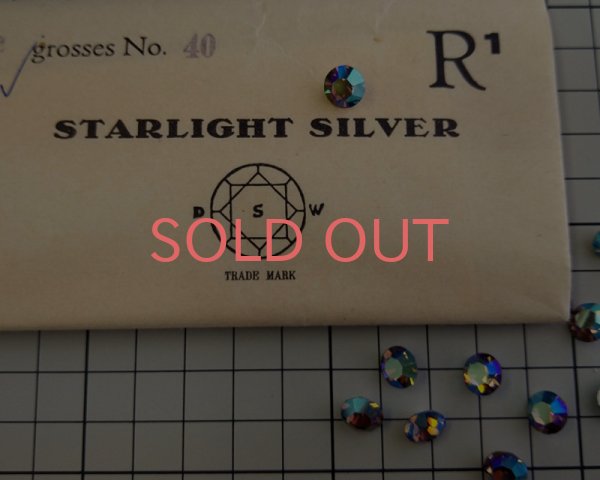 grosses No. 40
R¹
STARLIGHT SILVER
D S W
SOLD OUT
TRADE MARK